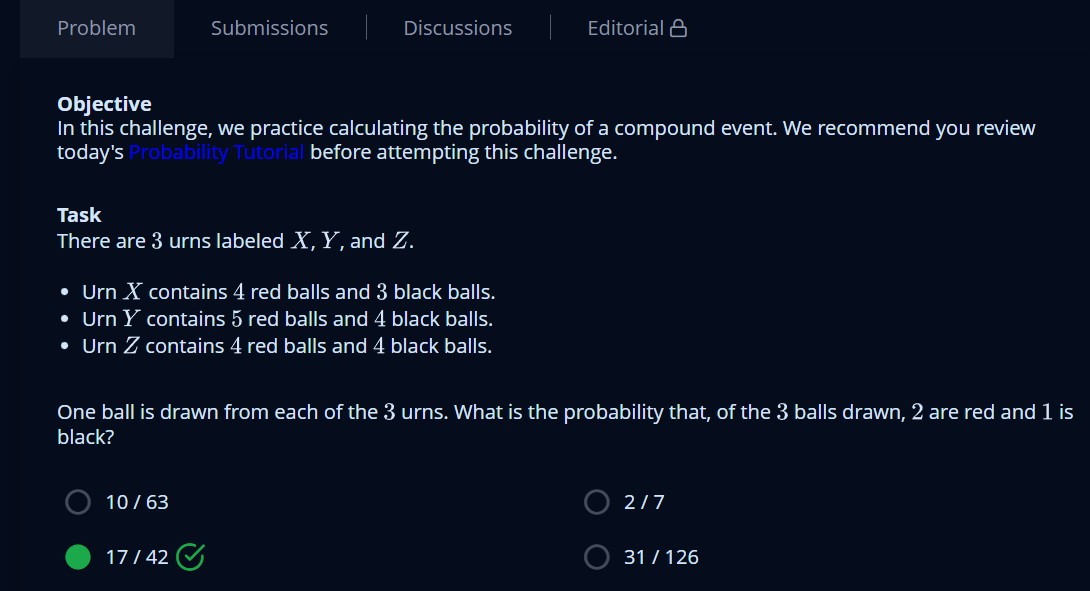 Problem
Submissions
Discussions
Editorial
Objective
In this challenge, we practice calculating the probability of a compound event. We recommend you review
today's Probability Tutorial before attempting this challenge.
Task
There are 3 urns labeled X, Y, and Z.
• Urn X contains 4 red balls and 3 black balls.
• Urn Y contains 5 red balls and 4 black balls.
• Urn Z contains 4 red balls and 4 black balls.
One ball is drawn from each of the 3 urns. What is the probability that, of the 3 balls drawn, 2 are red and 1 is
black?
10 / 63
2 / 7
17 / 42
31 / 126